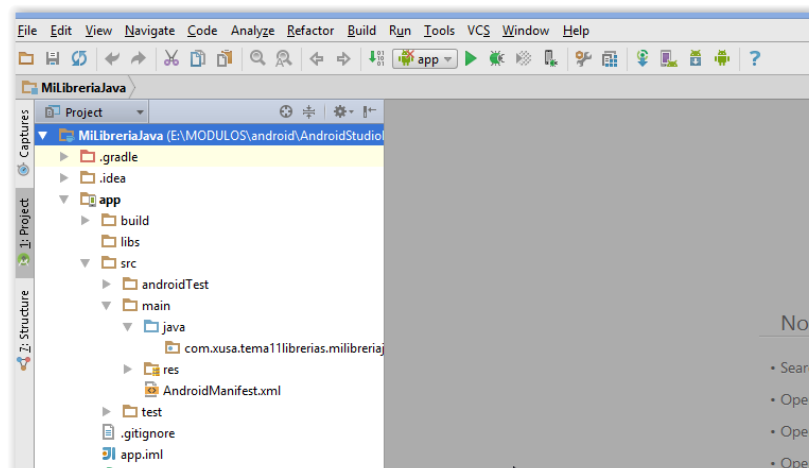 File Edit View Navigate Code Analyze Refactor Build Run Tools VCS Window Help
app
MiLibreriaJava
Captures
1: Project
7: Structure
Project
MiLibreriaJava (E:\MODULOS\android\AndroidStudio
.gradle
.idea
app
build
libs
src
androidTest
main
java
com.xusa.tema11librerias.milibreriaj
res
AndroidManifest.xml
test
.gitignore
app.iml
No
• Sear
• Ope
• Ope
• Ope